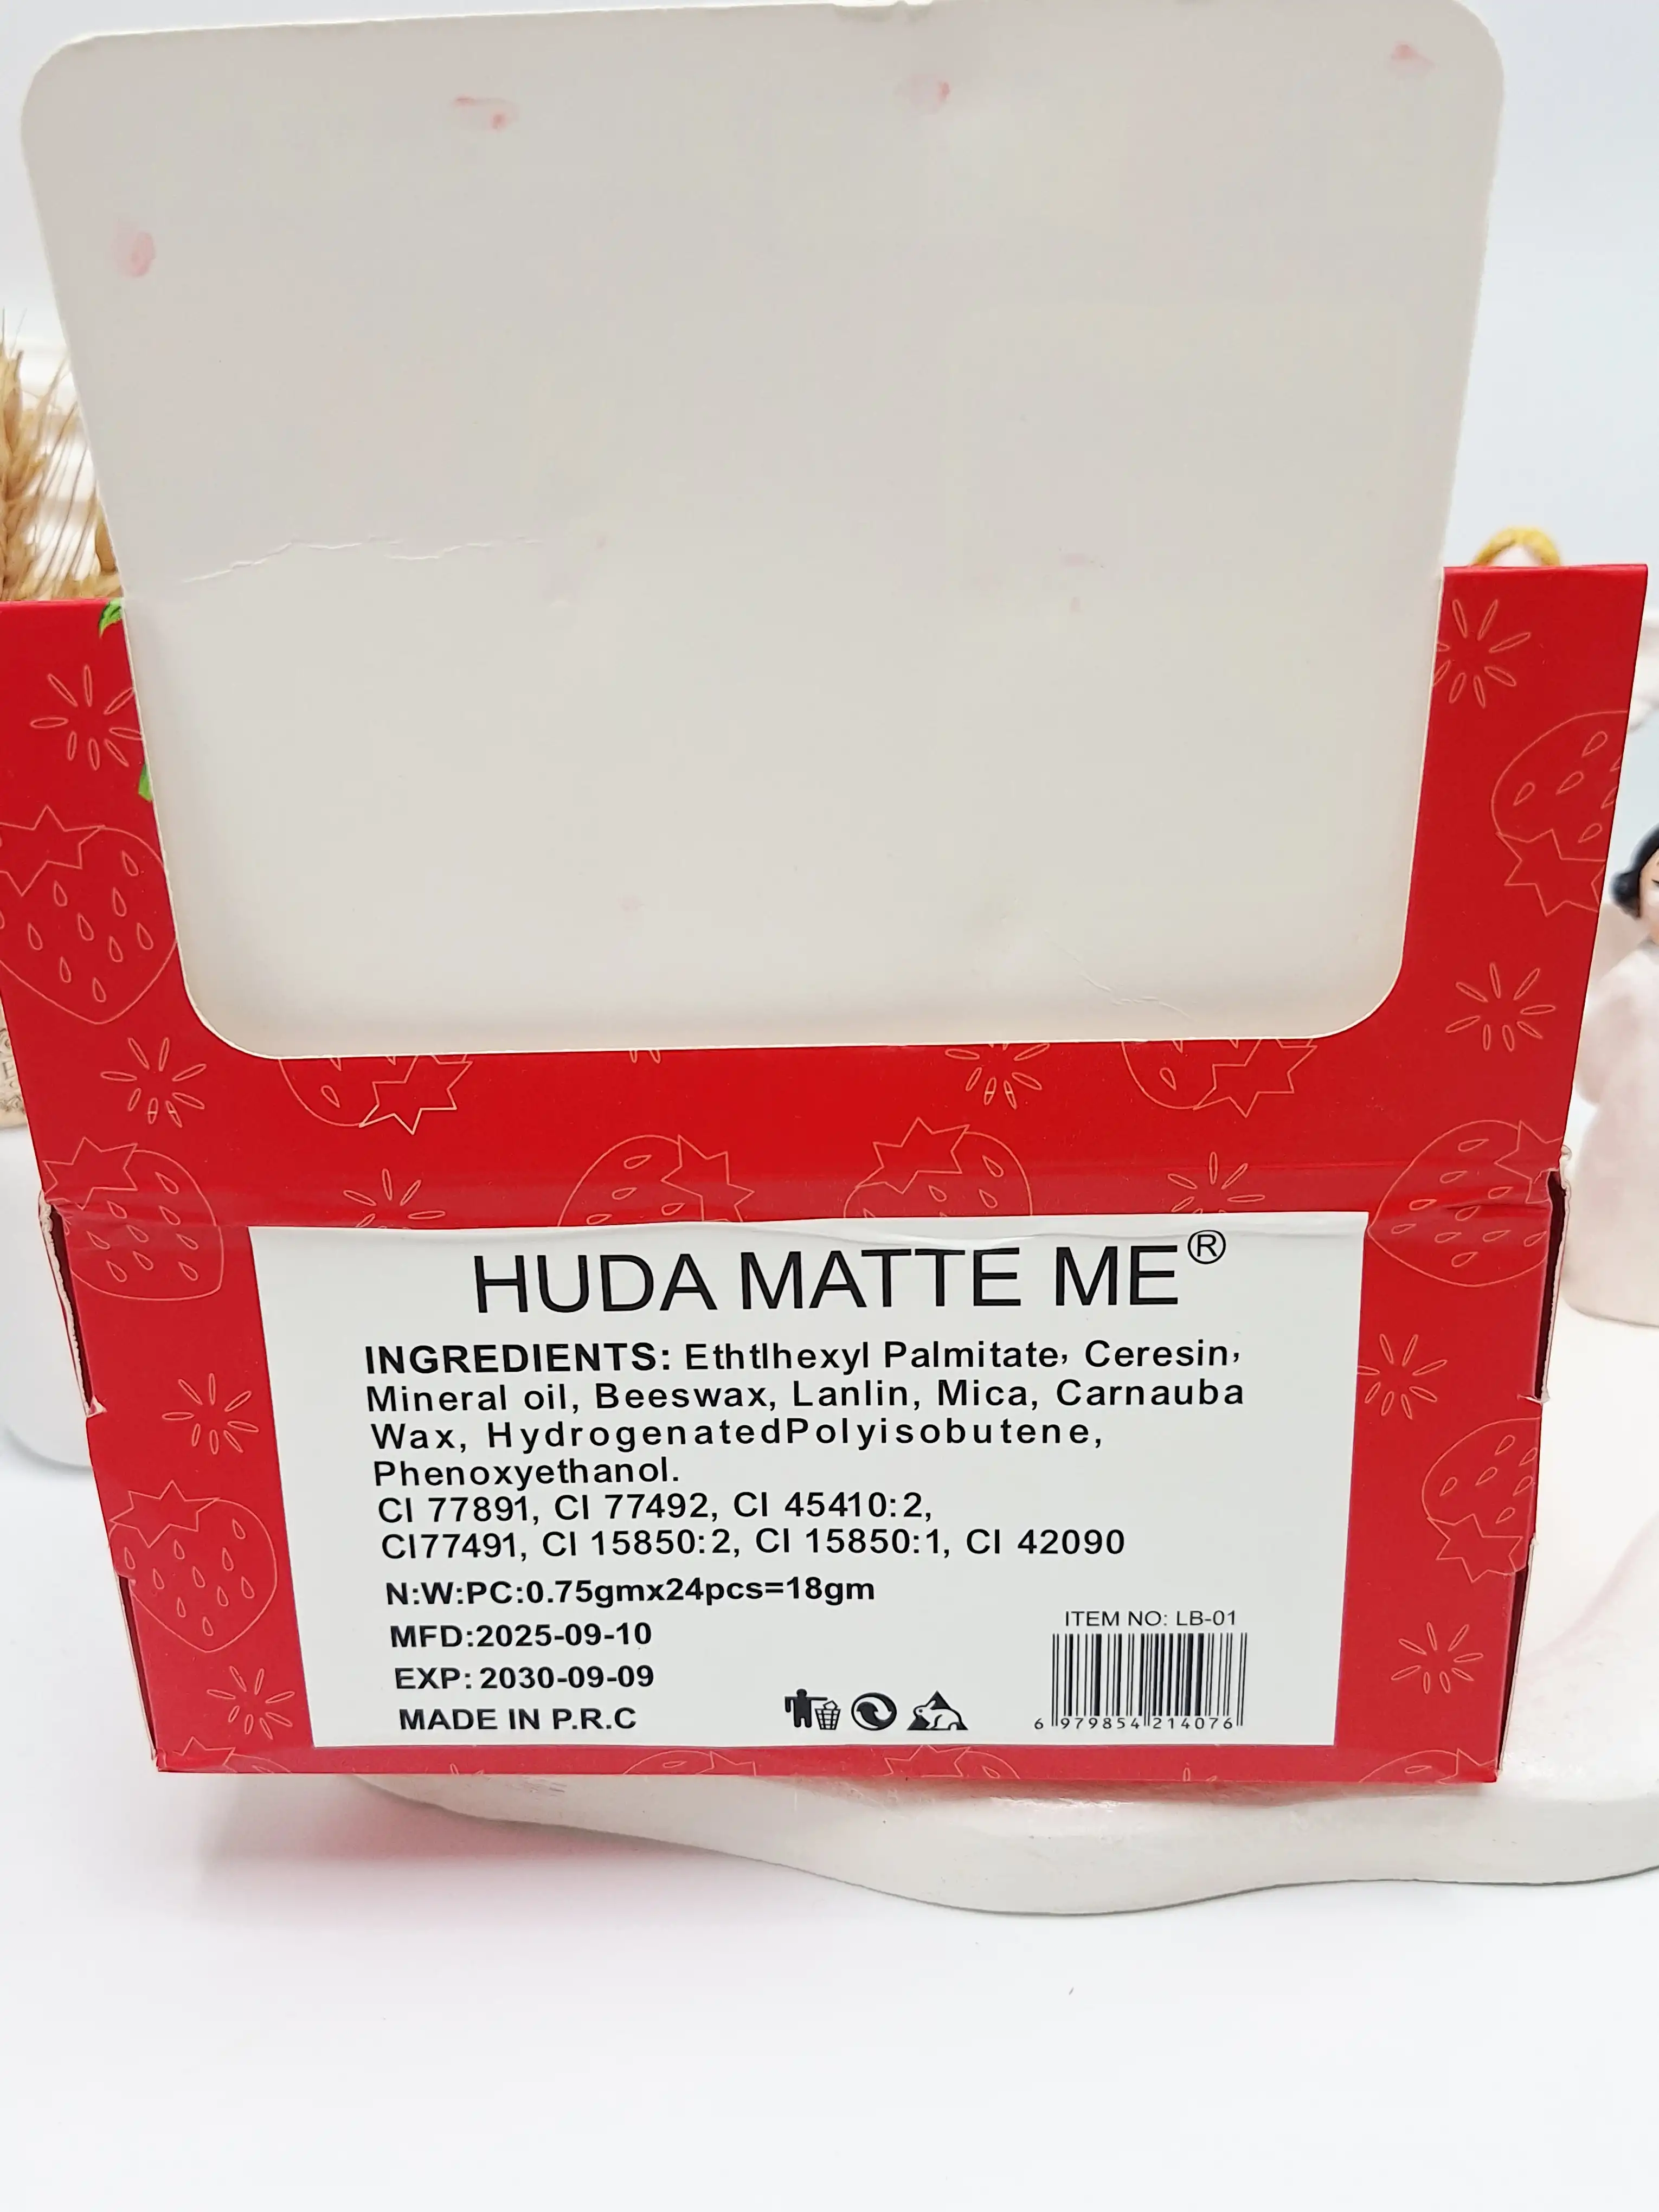 HUDA MATTE ME®
INGREDIENTS: Ethtlhexyl Palmitate, Ceresin,
Mineral oil, Beeswax, Lanlin, Mica, Carnauba
Wax, HydrogenatedPolyisobutene,
Phenoxyethanol.
CI 77891, CI 77492, CI 45410:2,
CI77491, CI 15850:2, CI 15850:1, CI 42090
N:W:PC:0.75gmx24pcs=18gm
MFD:2025-09-10
EXP: 2030-09-09
MADE IN P.R.C
ITEM NO: LB-01
6 979854 214076